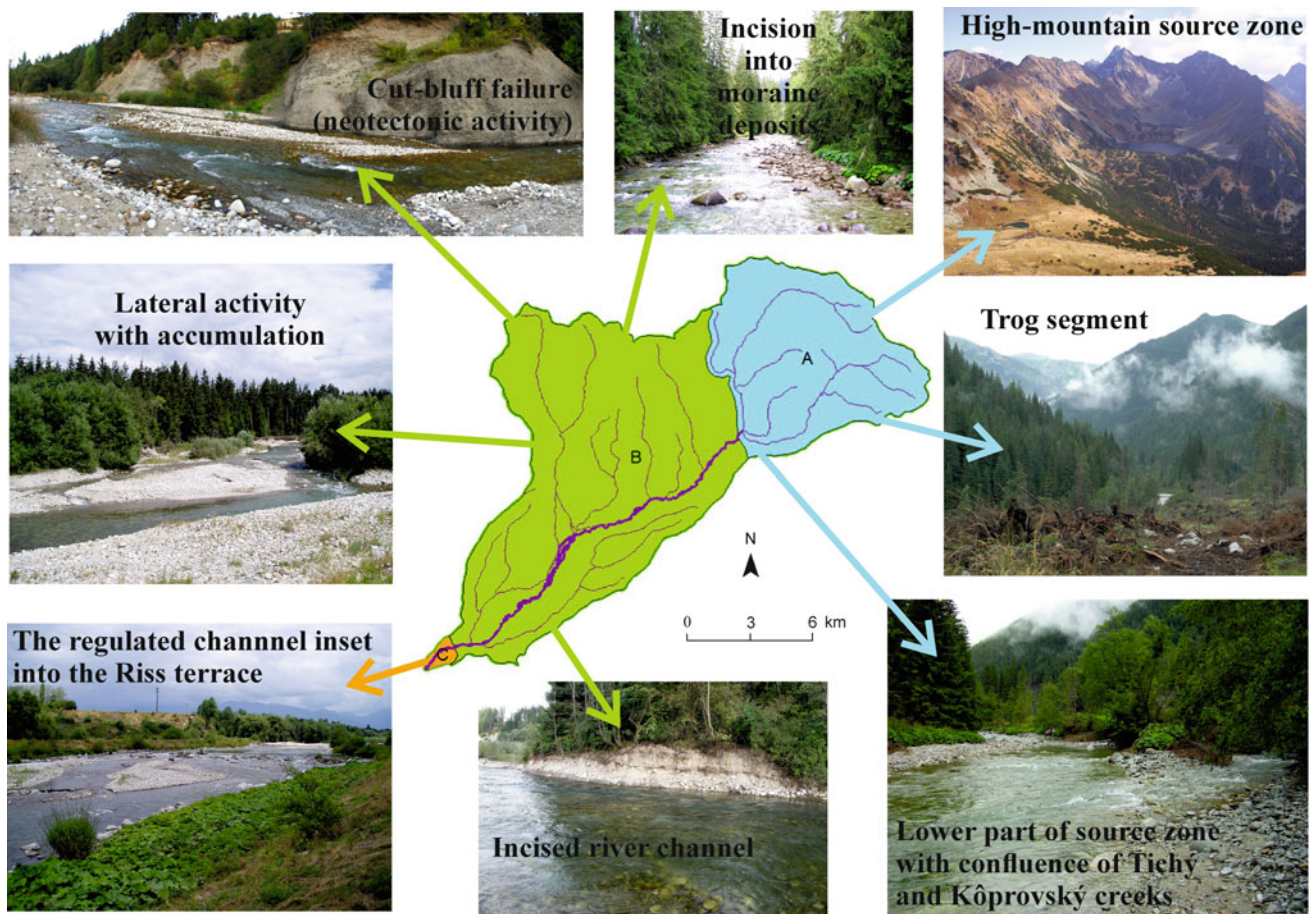 Cut-bluff failure
(neotectonic activity)
Incision
into
moraine
deposits
High-mountain source zone
Lateral activity
with accumulation
Trog segment
A
B
N
0 3 6 km
C
The regulated channnel inset
into the Riss terrace
Incised river channel
Lower part of source zone
with confluence of Tichý
and Kôprovský creeks